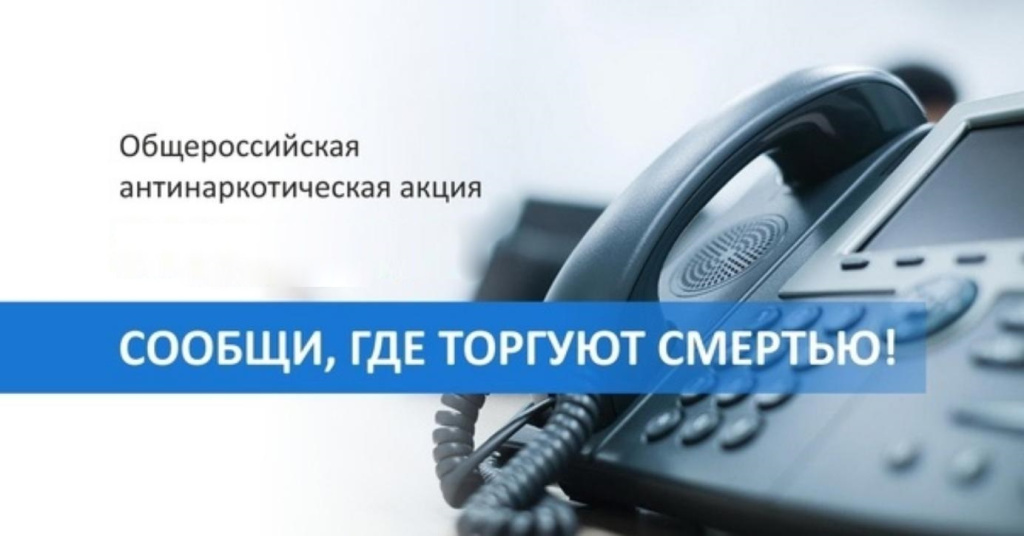 Общероссийская
антинаркотическая акция
СООБЩИ, ГДЕ ТОРГУЮТ СМЕРТЬЮ!